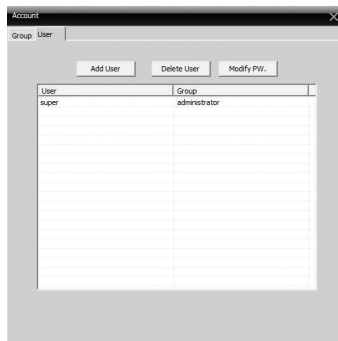 Account
Group User
Add User Delete User Modify PW.
User Group
super administrator